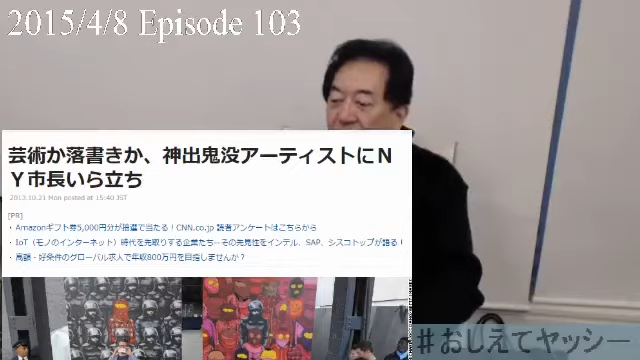 2015/4/8 Episode 103
芸術か落書きか、神出鬼没アーティストにN
Y市長いら立ち
2013.10.21 Mon posted at 15:40 JST
[PR]
・Amazonギフト券5,000円分が抽選で当たる！CNN.co.jp 読者アンケートはこちらから
・IoT（モノのインターネット）時代を先取りする企業たち―その先見性をインテル、SAP、シスコトップが語る！
・高額・好条件のグローバル求人で年収800万円を目指しませんか？
#おしえてヤッシー